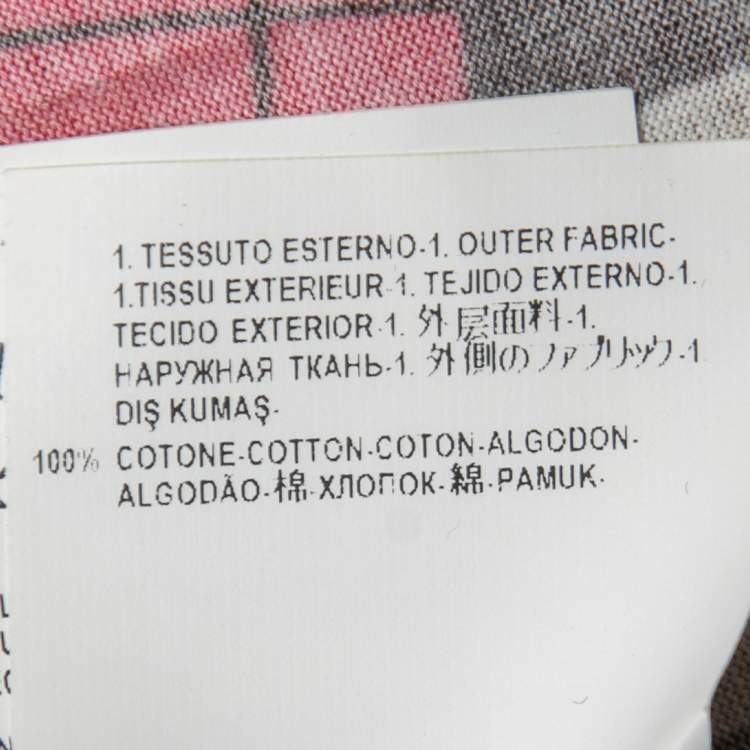 1. TESSUTO ESTERNO-1. OUTER FABRIC-
1.TISSU EXTERIEUR-1. TEJIDO EXTERNO-1.
TECIDO EXTERIOR-1. 外层面料-1.
НАРУЖНАЯ ТКАНЬ-1. 外側のファブリック-1
DIŞ KUMAŞ-
100% COTONE-COTTON-COTON-ALGODON-
ALGODÃO-棉-ХЛОПОК-綿-PAMUK-